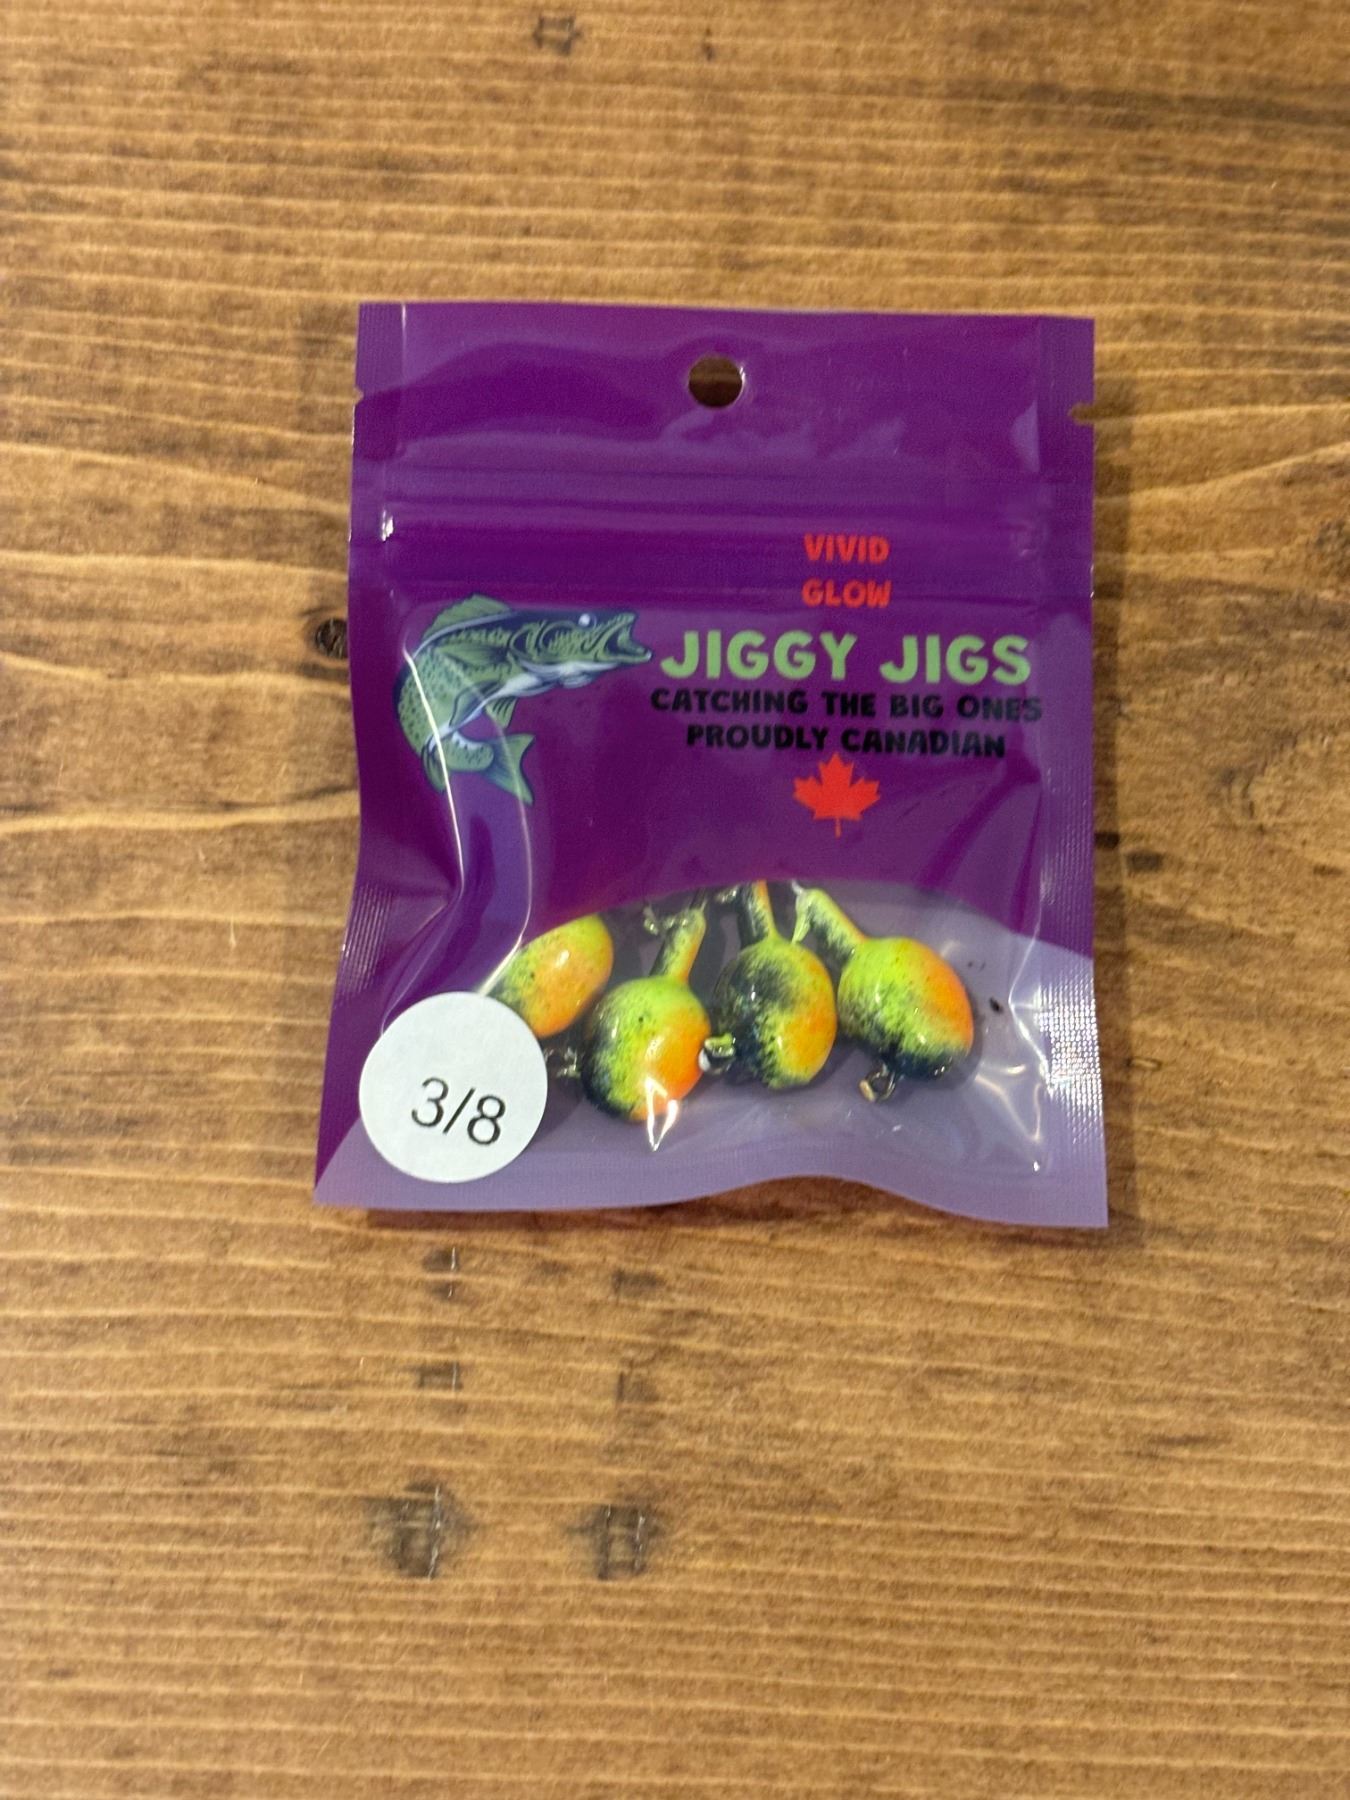 VIVID
GLOW
JIGGY JIGS
CATCHING THE BIG ONES
PROUDLY CANADIAN
3/8